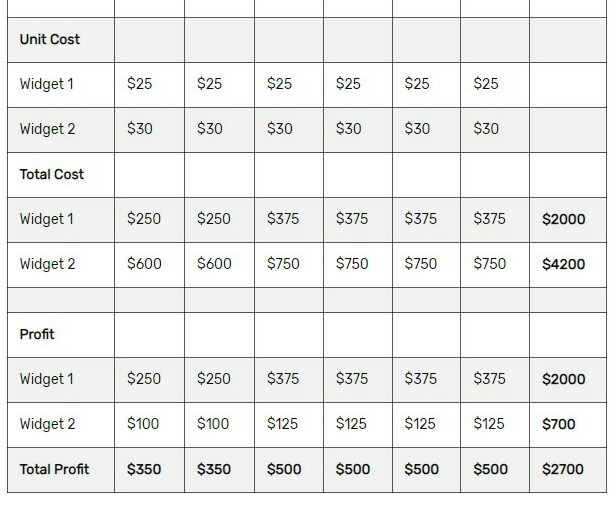 Unit Cost
Widget 1 $25 $25 $25 $25 $25 $25
Widget 2 $30 $30 $30 $30 $30 $30
Total Cost
Widget 1 $250 $250 $375 $375 $375 $375 $2000
Widget 2 $600 $600 $750 $750 $750 $750 $4200
Profit
Widget 1 $250 $250 $375 $375 $375 $375 $2000
Widget 2 $100 $100 $125 $125 $125 $125 $700
Total Profit $350 $350 $500 $500 $500 $500 $2700